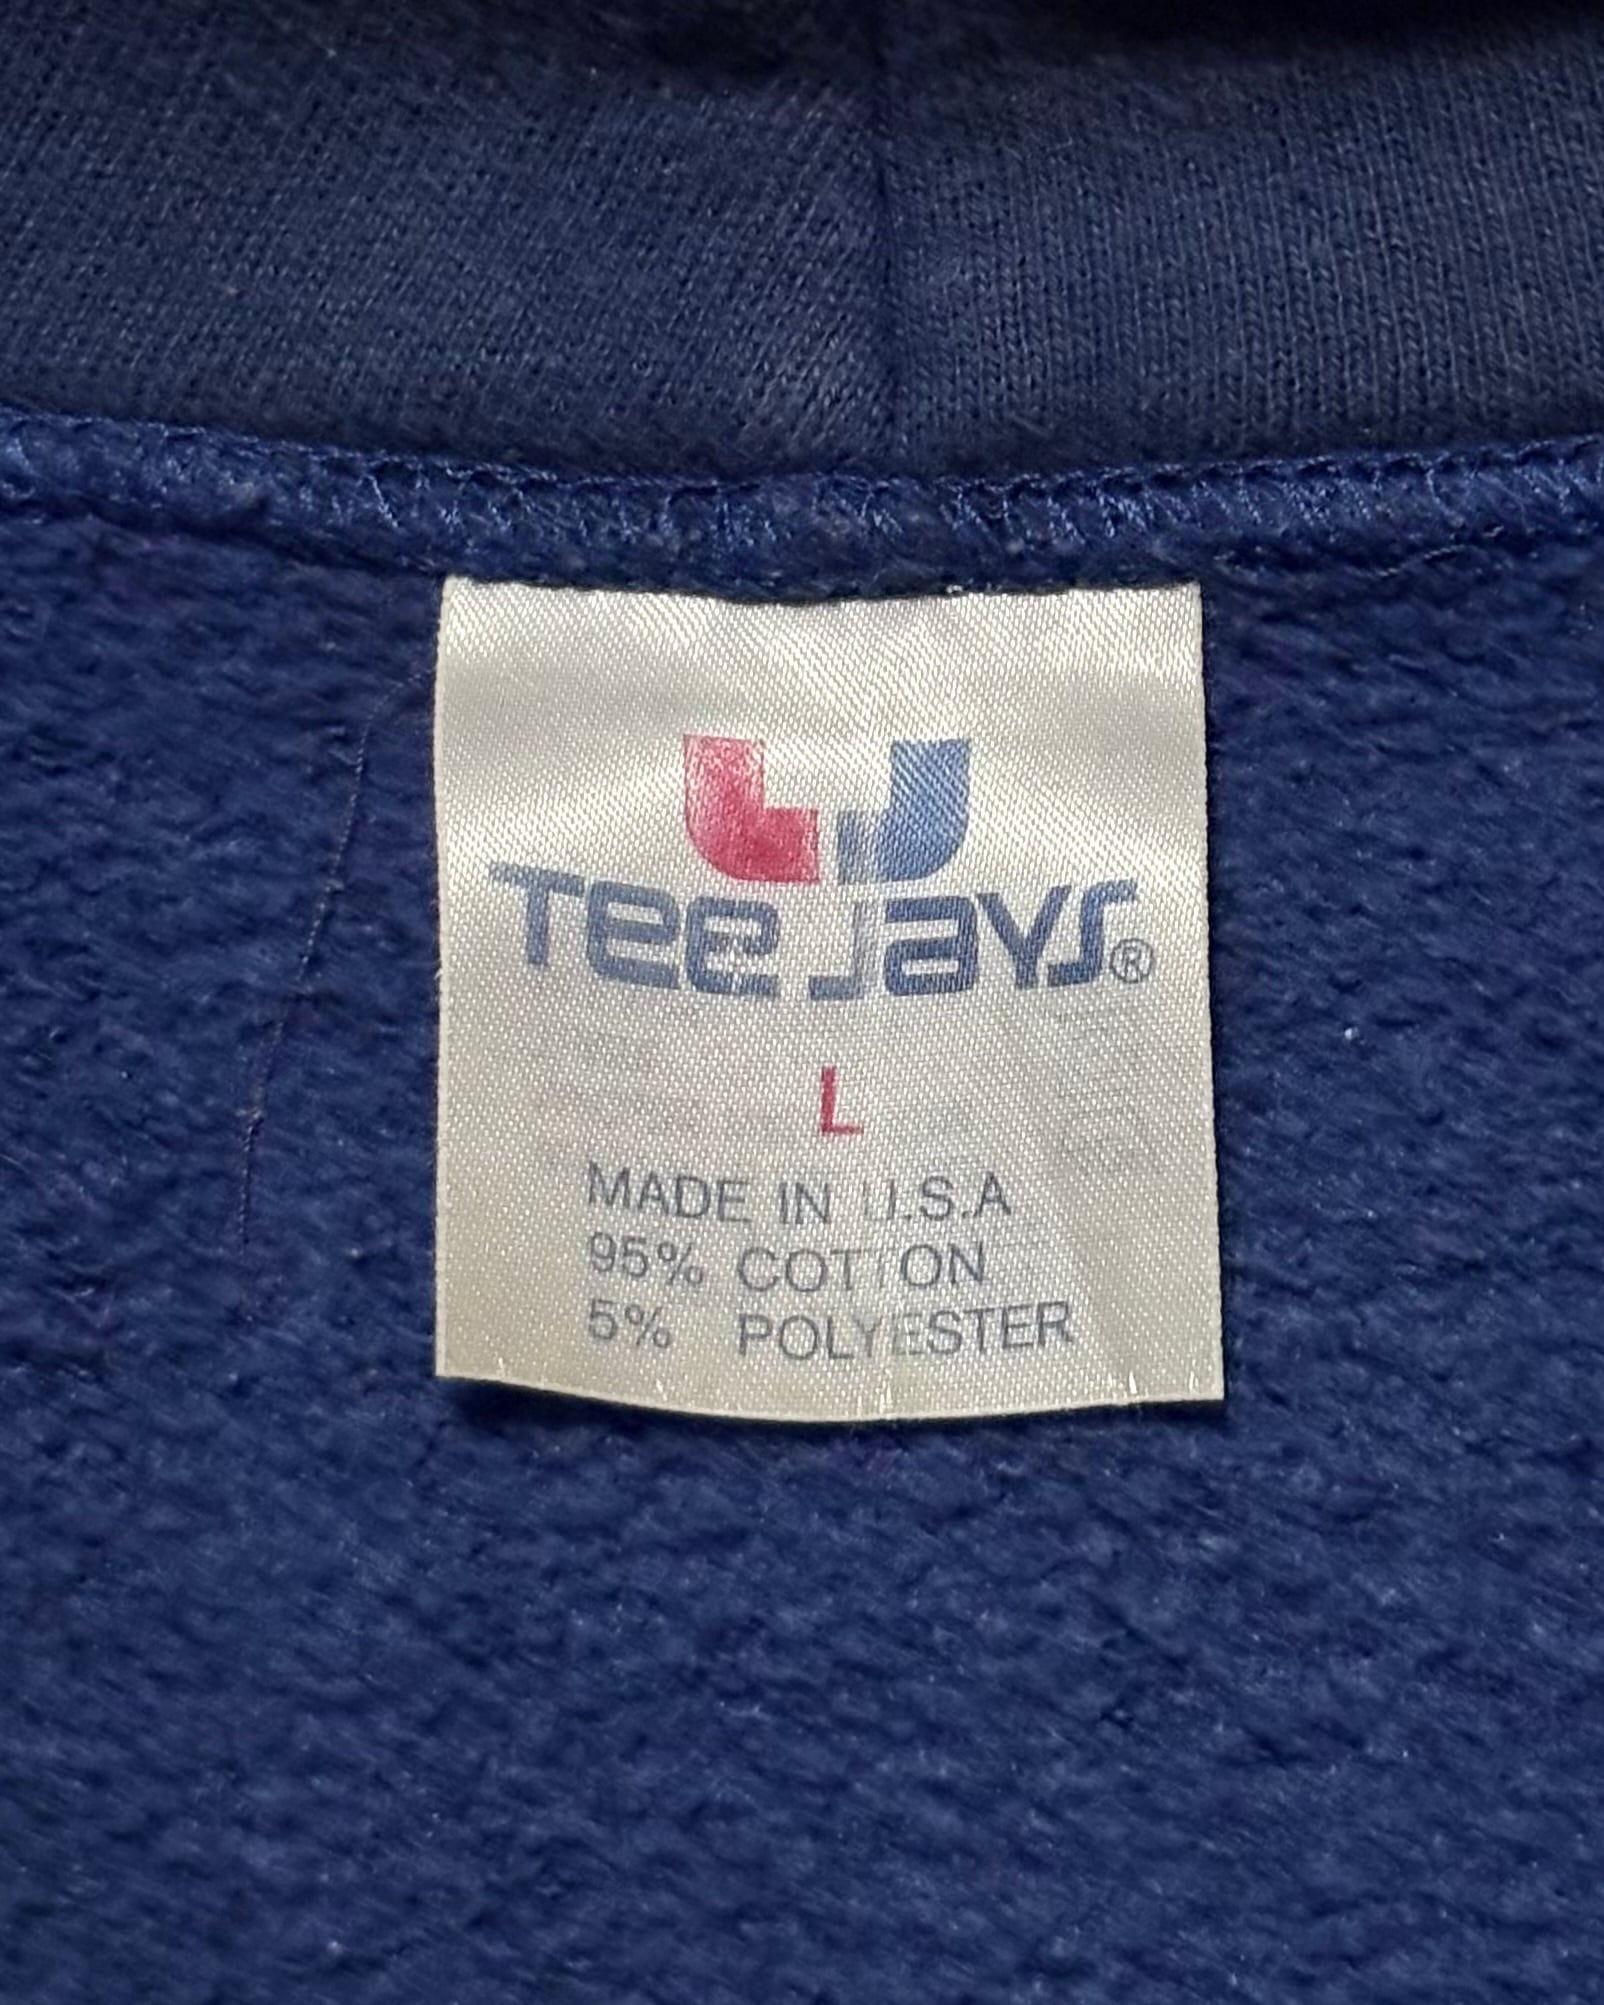 Tee Jays®
L
MADE IN U.S.A
95% COTTON
5% POLYESTER